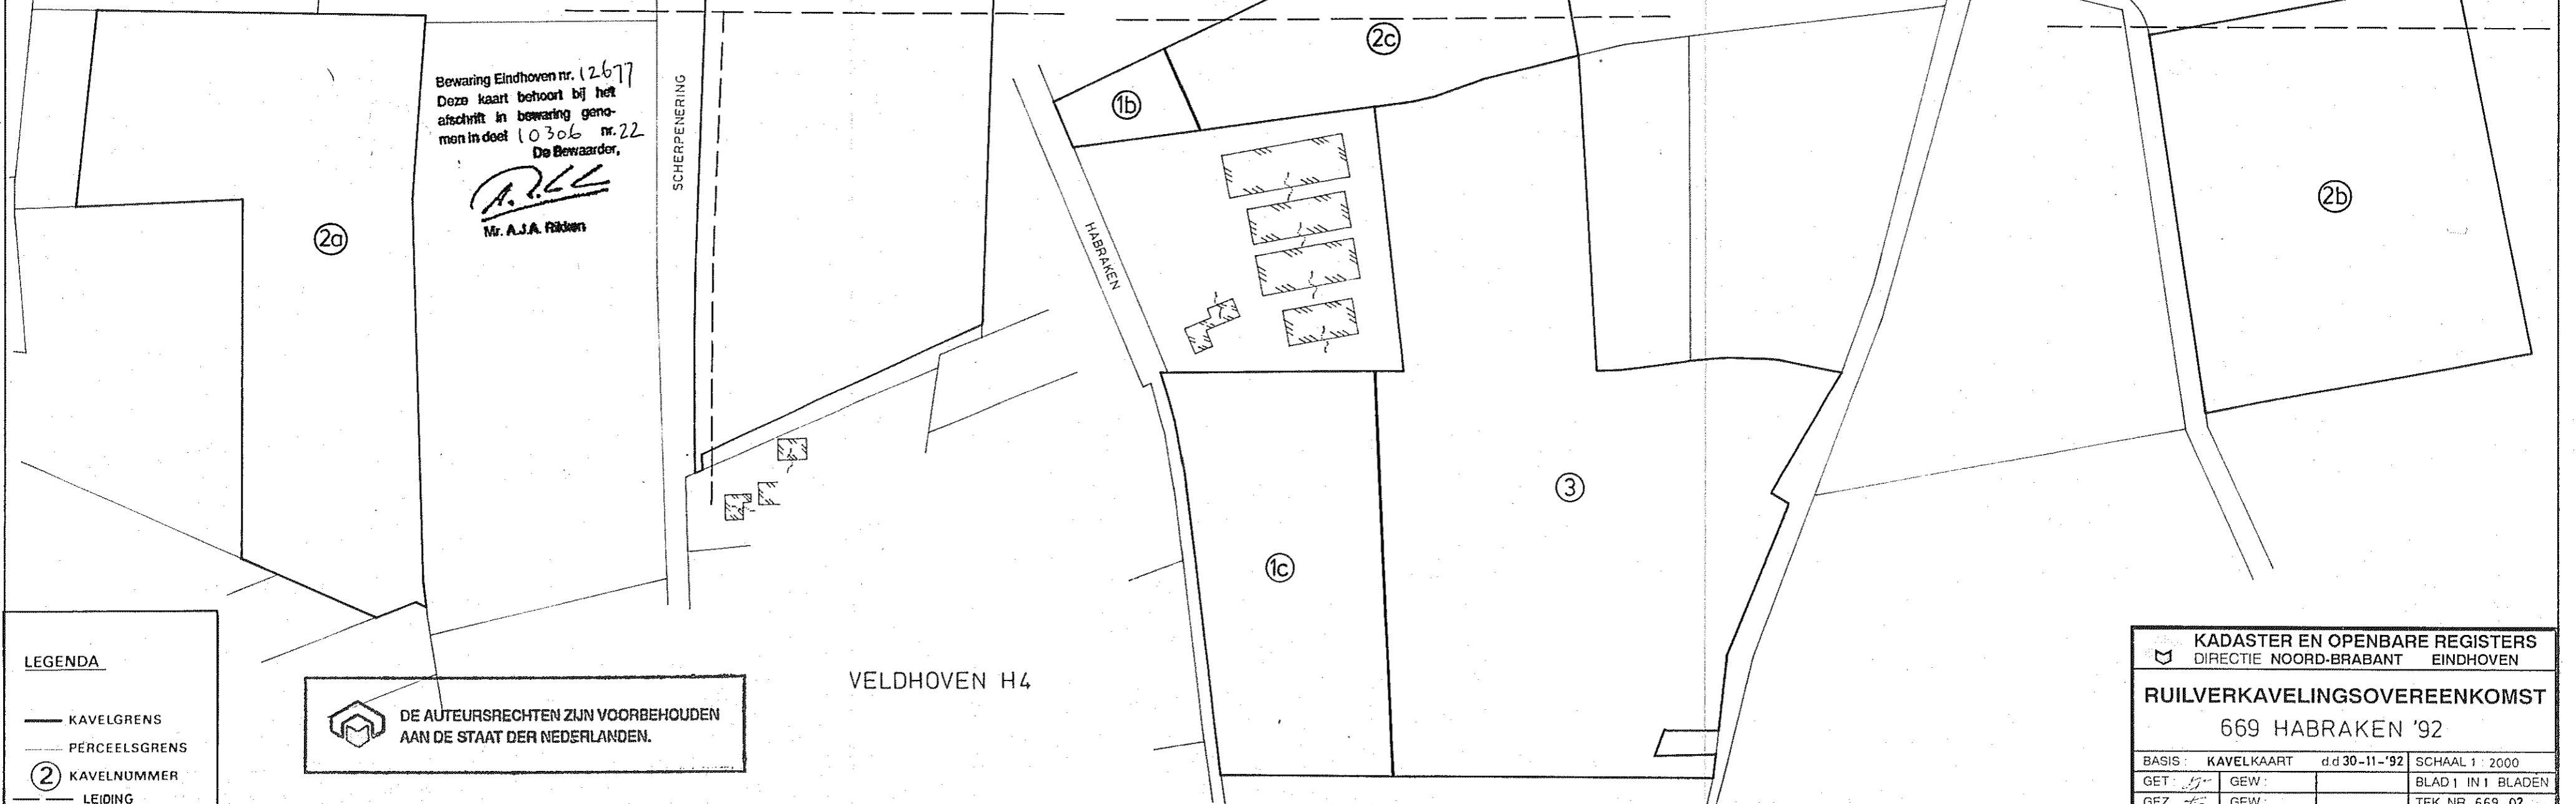 2c
Bewaring Eindhoven nr. 12677
Deze kaart behoort bij het
afschrift in bewaring geno-
men in deel 10306 nr. 22
De Bewaarder,
Mr. A.J.A. Rikken
SCHERPENERING
1b
2b
2a
HABRAKEN
3
1c
LEGENDA
KAVELGRENS
PERCEELSGRENS
2 KAVELNUMMER
LEIDING
DE AUTEURSRECHTEN ZIJN VOORBEHOUDEN
AAN DE STAAT DER NEDERLANDEN.
VELDHOVEN H4
KADASTER EN OPENBARE REGISTERS
DIRECTIE NOORD-BRABANT EINDHOVEN
RUILVERKAVELINGSOVEREENKOMST
669 HABRAKEN '92
BASIS: KAVELKAART d.d 30-11-'92 SCHAAL 1 : 2000
GET: GEW: BLAD 1 IN 1 BLADEN
GEZ GEW: TEK. NR. 669 02